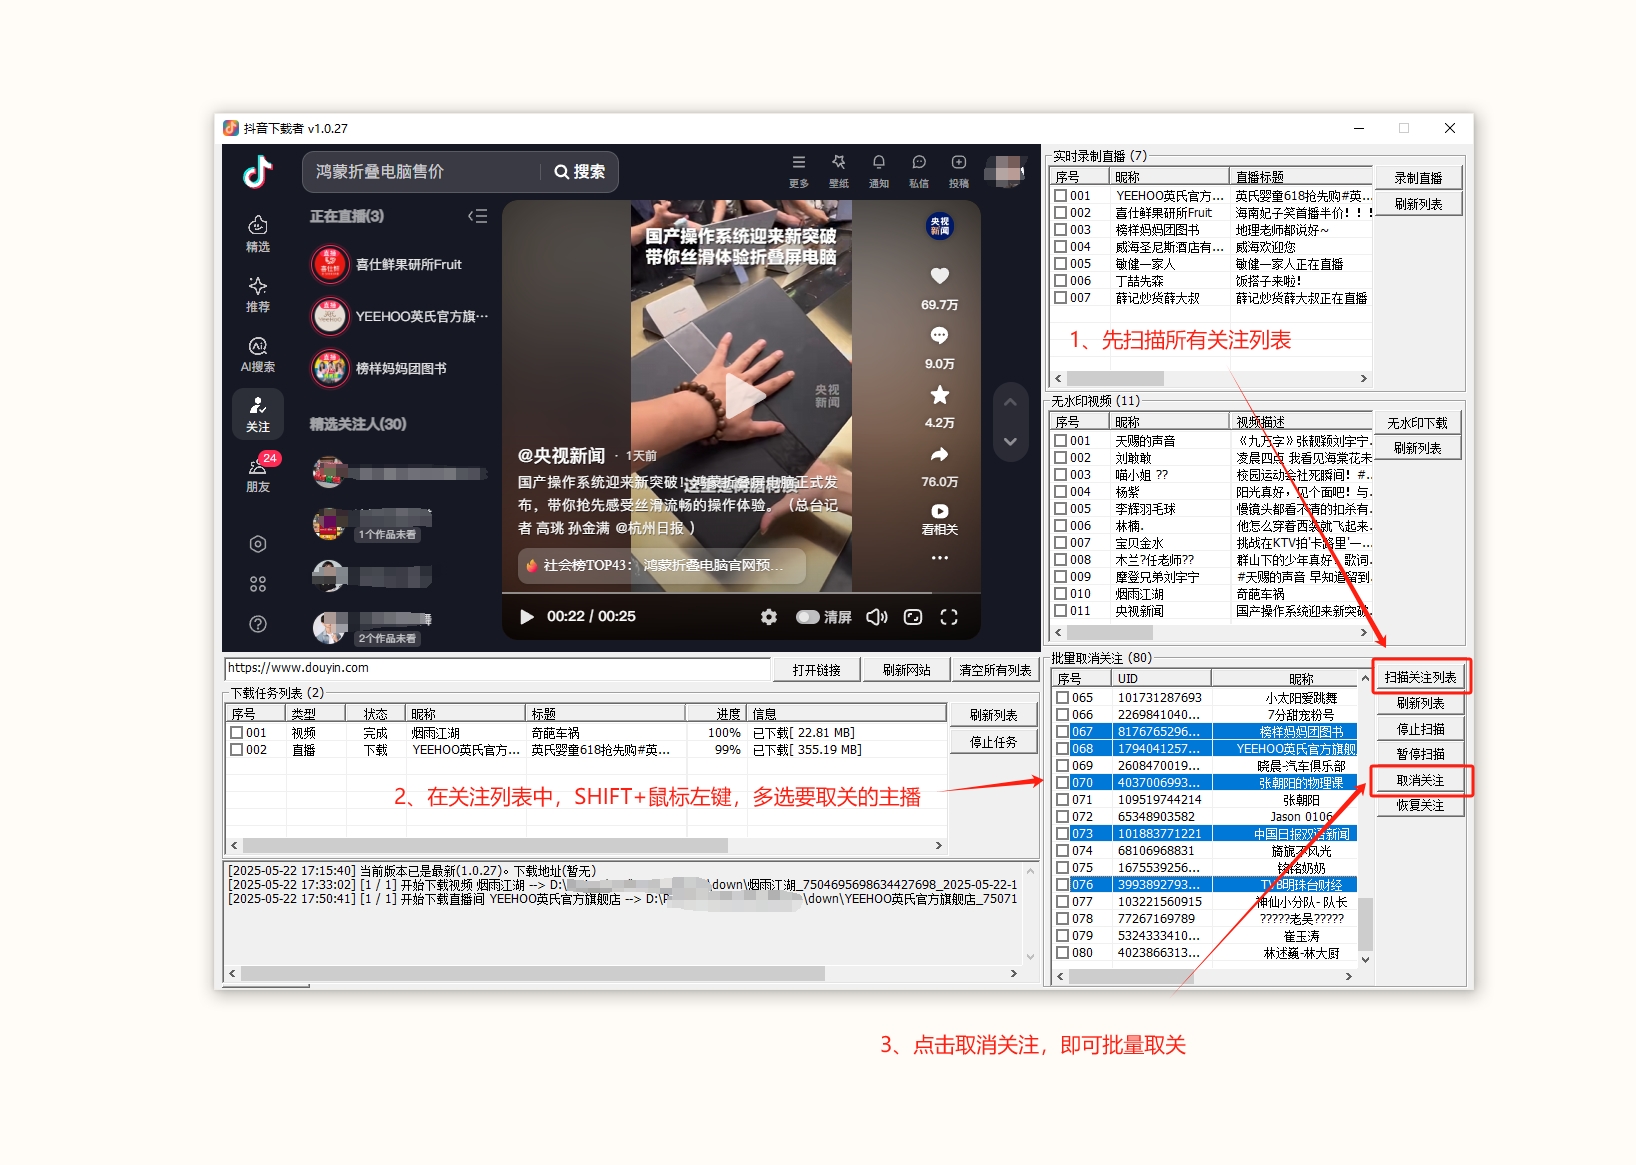 抖音下载者 v1.0.27
鸿蒙折叠电脑售价
搜索
更多 壁纸 通知 私信 投稿
精选
推荐
AI搜索
关注
24
朋友
正在直播(3)
直播
喜仕鲜果研所Fruit
直播
YEEHOO英氏官方旗…
直播
榜样妈妈团图书
精选关注人(30)
1个作品未看
2个作品未看
国产操作系统迎来新突破
带你丝滑体验折叠屏电脑
央视
新闻
央视
新闻
69.7万
9.0万
4.2万
76.0万
看相关
@央视新闻 · 1天前
国产操作系统迎来新突破！鸿蒙折叠屏电脑正式发
布，带你抢先感受丝滑流畅的操作体验。（总台记
者 高珧 孙金满 @杭州日报 ）
社会榜TOP43： 鸿蒙折叠电脑官网预…
00:22 / 00:25
清屏
https://www.douyin.com
打开链接 刷新网站 清空所有列表
下载任务列表 (2)
序号 类型 状态 昵称 标题 进度 信息
001 视频 完成 烟雨江湖 奇葩车祸 100% 已下载[ 22.81 MB]
002 直播 下载 YEEHOO英氏官方... 英氏婴童618抢先购#英... 99% 已下载[ 355.19 MB]
刷新列表
停止任务
2、在关注列表中，SHIFT+鼠标左键，多选要取关的主播
[2025-05-22 17:15:40] 当前版本已是最新(1.0.27)。下载地址(暂无)
[2025-05-22 17:33:02] [1 / 1] 开始下载视频 烟雨江湖 --> D:\ \down\烟雨江湖_7504695698634427698_2025-05-22-1
[2025-05-22 17:50:41] [1 / 1] 开始下载直播间 YEEHOO英氏官方旗舰店 --> D:\P \down\YEEHOO英氏官方旗舰店_75071
实时录制直播 (7)
序号 昵称 直播标题
001 YEEHOO英氏官方... 英氏婴童618抢先购#英...
002 喜仕鲜果研所Fruit 海南妃子笑首播半价！！！
003 榜样妈妈团图书 地理老师都说好~
004 威海圣尼斯酒店有... 威海欢迎您
005 敏健一家人 敏健一家人正在直播
006 丁喆先森 饭搭子来啦！
007 薛记炒货薛大叔 薛记炒货薛大叔正在直播
录制直播
刷新列表
1、先扫描所有关注列表
无水印视频 (11)
序号 昵称 视频描述
001 天赐的声音 《九万字》张靓颖刘宇宁.
002 刘敢敢 凌晨四点 我看见海棠花未
003 喵小姐 ?? 校园运动会社死瞬间！#...
004 杨紫 阳光真好，见个面吧！与.
005 李辉羽毛球 慢镜头都看不清的扣杀有.
006 林楠. 他怎么穿着西装就飞起来.
007 宝贝金水 挑战在KTV拍'卡路里'一...
008 木兰?任老师?? 群山下的少年真好，歌词.
009 摩登兄弟刘宇宁 #天赐的声音 早知道留到.
010 烟雨江湖 奇葩车祸
011 央视新闻 国产操作系统迎来新突破.
无水印下载
刷新列表
批量取消关注 (80)
序号 UID 昵称
065 101731287693 小太阳爱跳舞
066 2269841040... 7分甜宠粉号
067 8176765296... 榜样妈妈团图书
068 1794041257... YEEHOO英氏官方旗舰
069 2608470019... 晓晨-汽车俱乐部
070 4037006993... 张朝阳的物理课
071 109519744214 张朝阳
072 65348903582 Jason 0106
073 101883771221 中国日报双语新闻
074 68106968831 旖旎不风光
075 1675539256... 铭铭奶奶
076 3993892793... TVB明珠台财经
077 103221560915 神仙小分队- 队长
078 77267169789 ?????老吴?????
079 5324333410... 崔玉涛
080 4023866313... 林述巍-林大厨
扫描关注列表
刷新列表
停止扫描
暂停扫描
取消关注
恢复关注
3、点击取消关注，即可批量取关